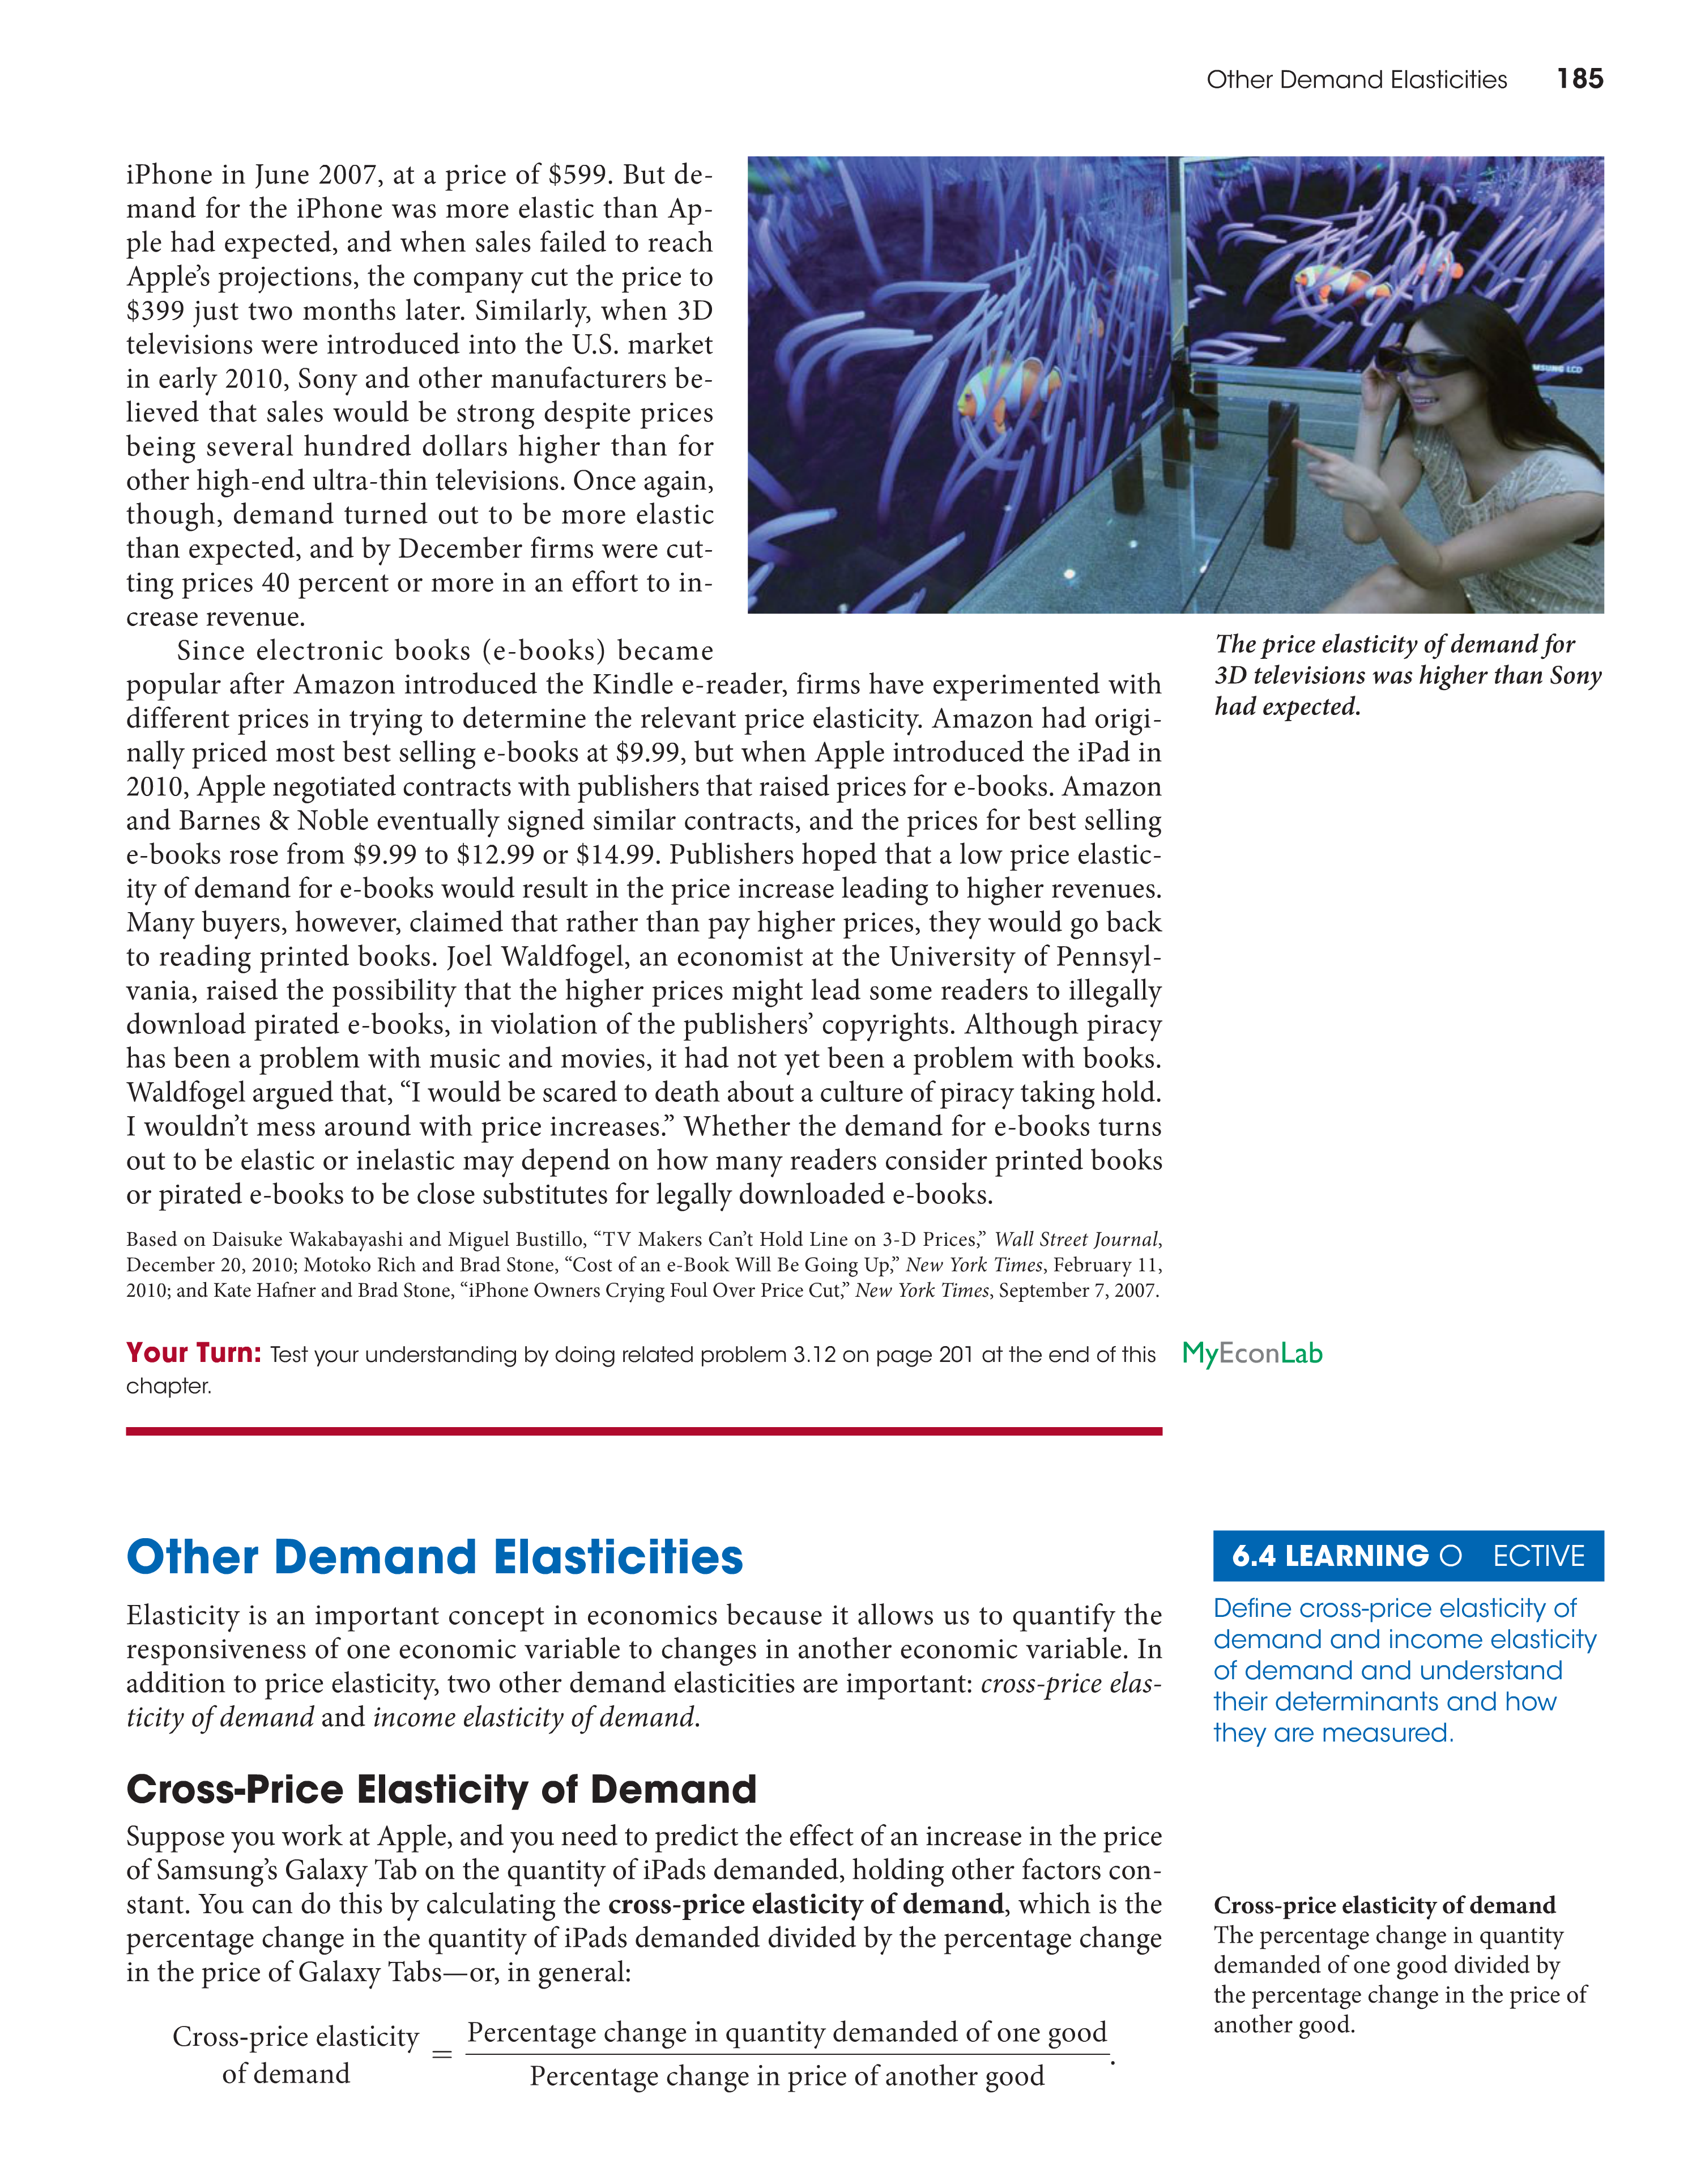 Other Demand Elasticities 185
iPhone in June 2007, at a price of $599. But de-
mand for the iPhone was more elastic than Ap-
ple had expected, and when sales failed to reach
Apple’s projections, the company cut the price to
$399 just two months later. Similarly, when 3D
televisions were introduced into the U.S. market
in early 2010, Sony and other manufacturers be-
lieved that sales would be strong despite prices
being several hundred dollars higher than for
other high-end ultra-thin televisions. Once again,
though, demand turned out to be more elastic
than expected, and by December firms were cut-
ting prices 40 percent or more in an effort to in-
crease revenue.
MSUNG LCD
The price elasticity of demand for
3D televisions was higher than Sony
had expected.
Since electronic books (e-books) became
popular after Amazon introduced the Kindle e-reader, firms have experimented with
different prices in trying to determine the relevant price elasticity. Amazon had origi-
nally priced most best selling e-books at $9.99, but when Apple introduced the iPad in
2010, Apple negotiated contracts with publishers that raised prices for e-books. Amazon
and Barnes & Noble eventually signed similar contracts, and the prices for best selling
e-books rose from $9.99 to $12.99 or $14.99. Publishers hoped that a low price elastic-
ity of demand for e-books would result in the price increase leading to higher revenues.
Many buyers, however, claimed that rather than pay higher prices, they would go back
to reading printed books. Joel Waldfogel, an economist at the University of Pennsyl-
vania, raised the possibility that the higher prices might lead some readers to illegally
download pirated e-books, in violation of the publishers’ copyrights. Although piracy
has been a problem with music and movies, it had not yet been a problem with books.
Waldfogel argued that, “I would be scared to death about a culture of piracy taking hold.
I wouldn’t mess around with price increases.” Whether the demand for e-books turns
out to be elastic or inelastic may depend on how many readers consider printed books
or pirated e-books to be close substitutes for legally downloaded e-books.
Based on Daisuke Wakabayashi and Miguel Bustillo, “TV Makers Can’t Hold Line on 3-D Prices,” Wall Street Journal,
December 20, 2010; Motoko Rich and Brad Stone, “Cost of an e-Book Will Be Going Up,” New York Times, February 11,
2010; and Kate Hafner and Brad Stone, “iPhone Owners Crying Foul Over Price Cut,” New York Times, September 7, 2007.
Your Turn: Test your understanding by doing related problem 3.12 on page 201 at the end of this
chapter.
MyEconLab
Other Demand Elasticities
Elasticity is an important concept in economics because it allows us to quantify the
responsiveness of one economic variable to changes in another economic variable. In
addition to price elasticity, two other demand elasticities are important: cross-price elas-
ticity of demand and income elasticity of demand.
6.4 LEARNING O ECTIVE
Define cross-price elasticity of
demand and income elasticity
of demand and understand
their determinants and how
they are measured.
Cross-Price Elasticity of Demand
Suppose you work at Apple, and you need to predict the effect of an increase in the price
of Samsung’s Galaxy Tab on the quantity of iPads demanded, holding other factors con-
stant. You can do this by calculating the cross-price elasticity of demand, which is the
percentage change in the quantity of iPads demanded divided by the percentage change
in the price of Galaxy Tabs—or, in general:
Cross-price elasticity
of demand
=
Percentage change in quantity demanded of one good
Percentage change in price of another good
.
Cross-price elasticity of demand
The percentage change in quantity
demanded of one good divided by
the percentage change in the price of
another good.